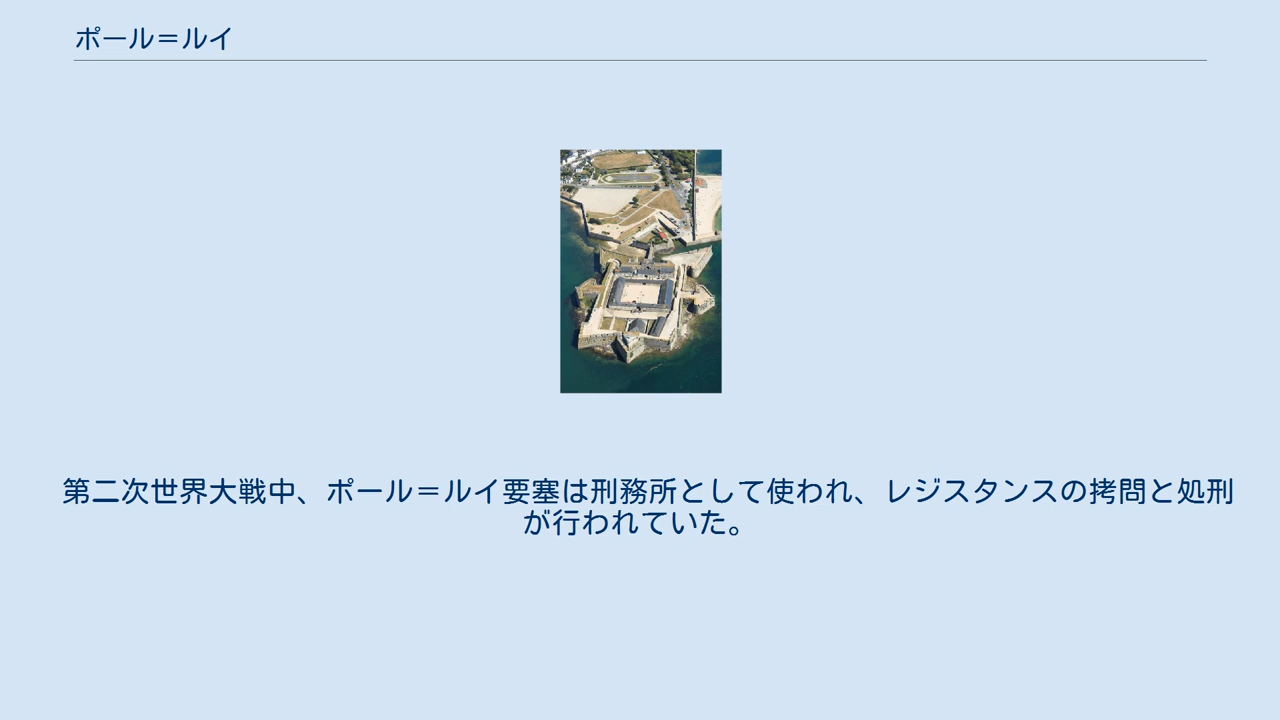 ポール＝ルイ
第二次世界大戦中、ポール＝ルイ要塞は刑務所として使われ、レジスタンスの拷問と処刑
が行われていた。